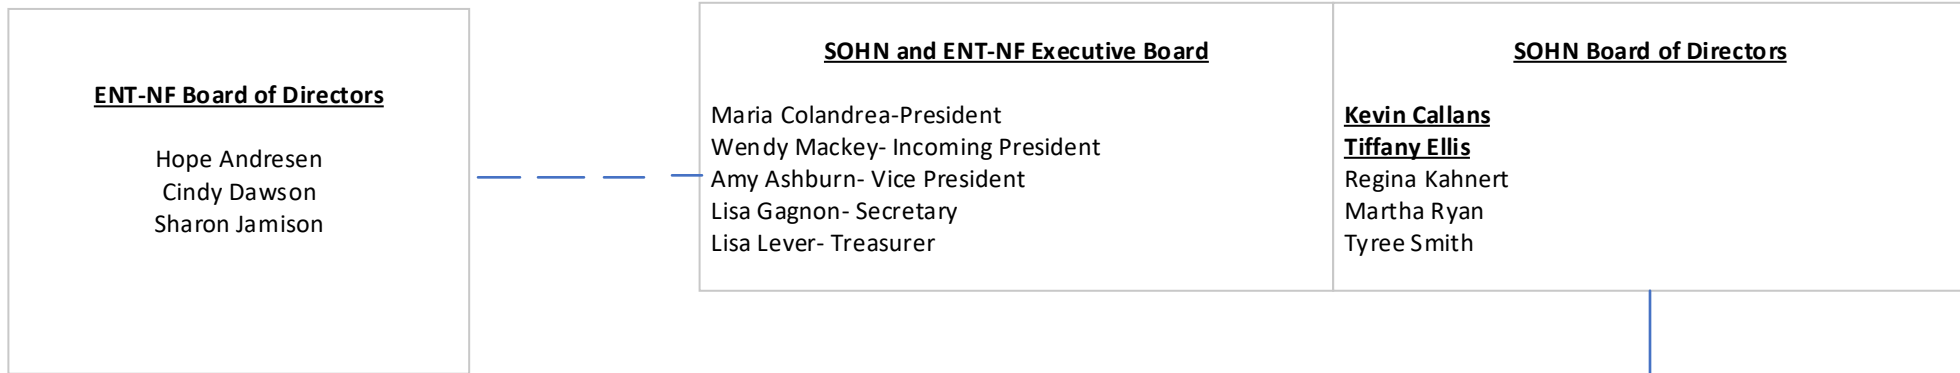 ENT-NF Board of Directors
Hope Andresen
Cindy Dawson
Sharon Jamison
SOHN and ENT-NF Executive Board
Maria Colandrea-President
Wendy Mackey- Incoming President
Amy Ashburn- Vice President
Lisa Gagnon- Secretary
Lisa Lever- Treasurer
SOHN Board of Directors
Kevin Callans
Tiffany Ellis
Regina Kahnert
Martha Ryan
Tyree Smith